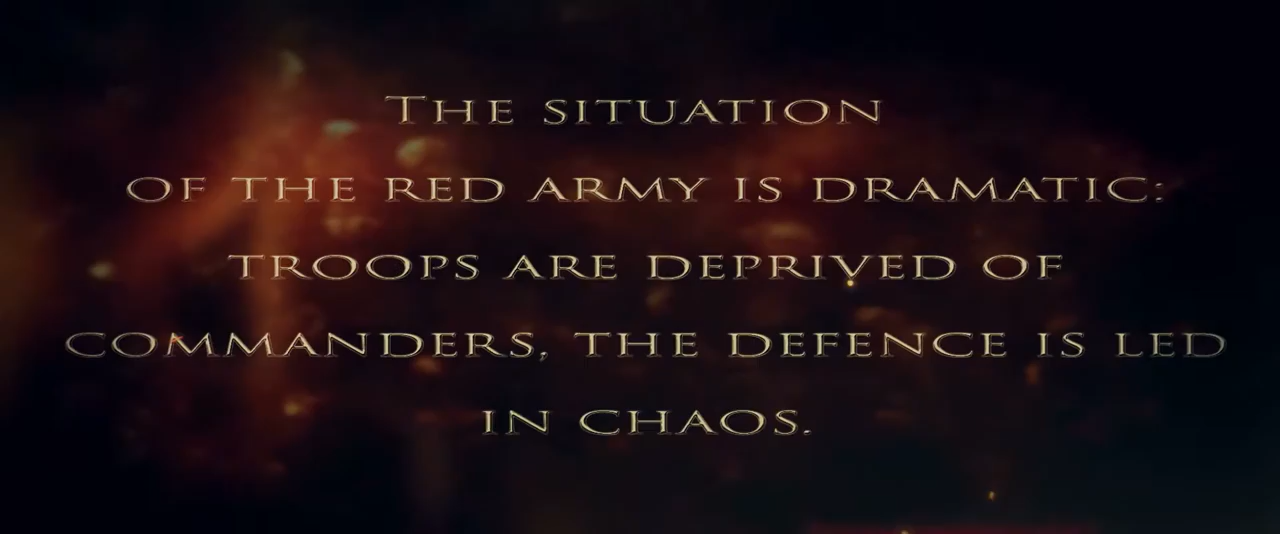 The situation
of the red army is dramatic:
troops are deprived of
commanders, the defence is led
in chaos.